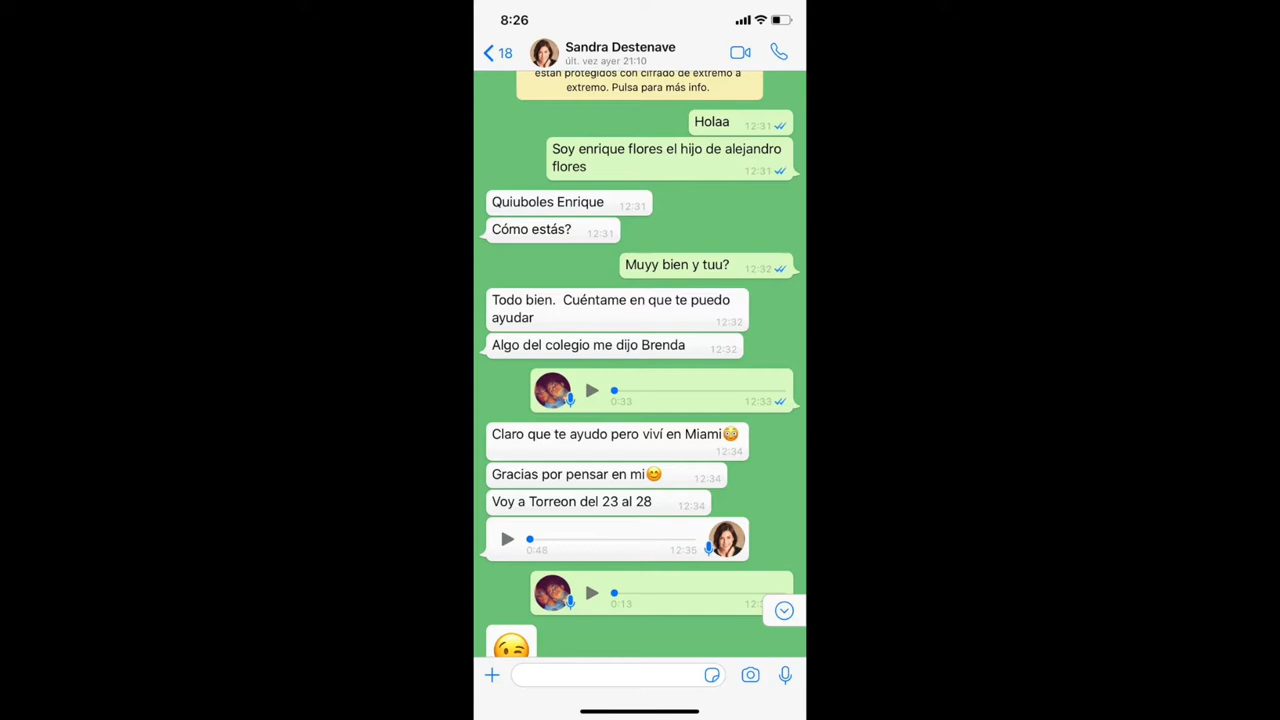 8:26
18
Sandra Destenave
últ. vez ayer 21:10
están protegidos con cifrado de extremo a
extremo. Pulsa para más info.
Holaa 12:31
Soy enrique flores el hijo de alejandro
flores 12:31
Quiuboles Enrique 12:31
Cómo estás? 12:31
Muyy bien y tuu? 12:32
Todo bien. Cuéntame en que te puedo
ayudar 12:32
Algo del colegio me dijo Brenda 12:32
0:33 12:33
Claro que te ayudo pero viví en Miami😳
12:34
Gracias por pensar en mi😊 12:34
Voy a Torreon del 23 al 28 12:34
0:48 12:35
0:13